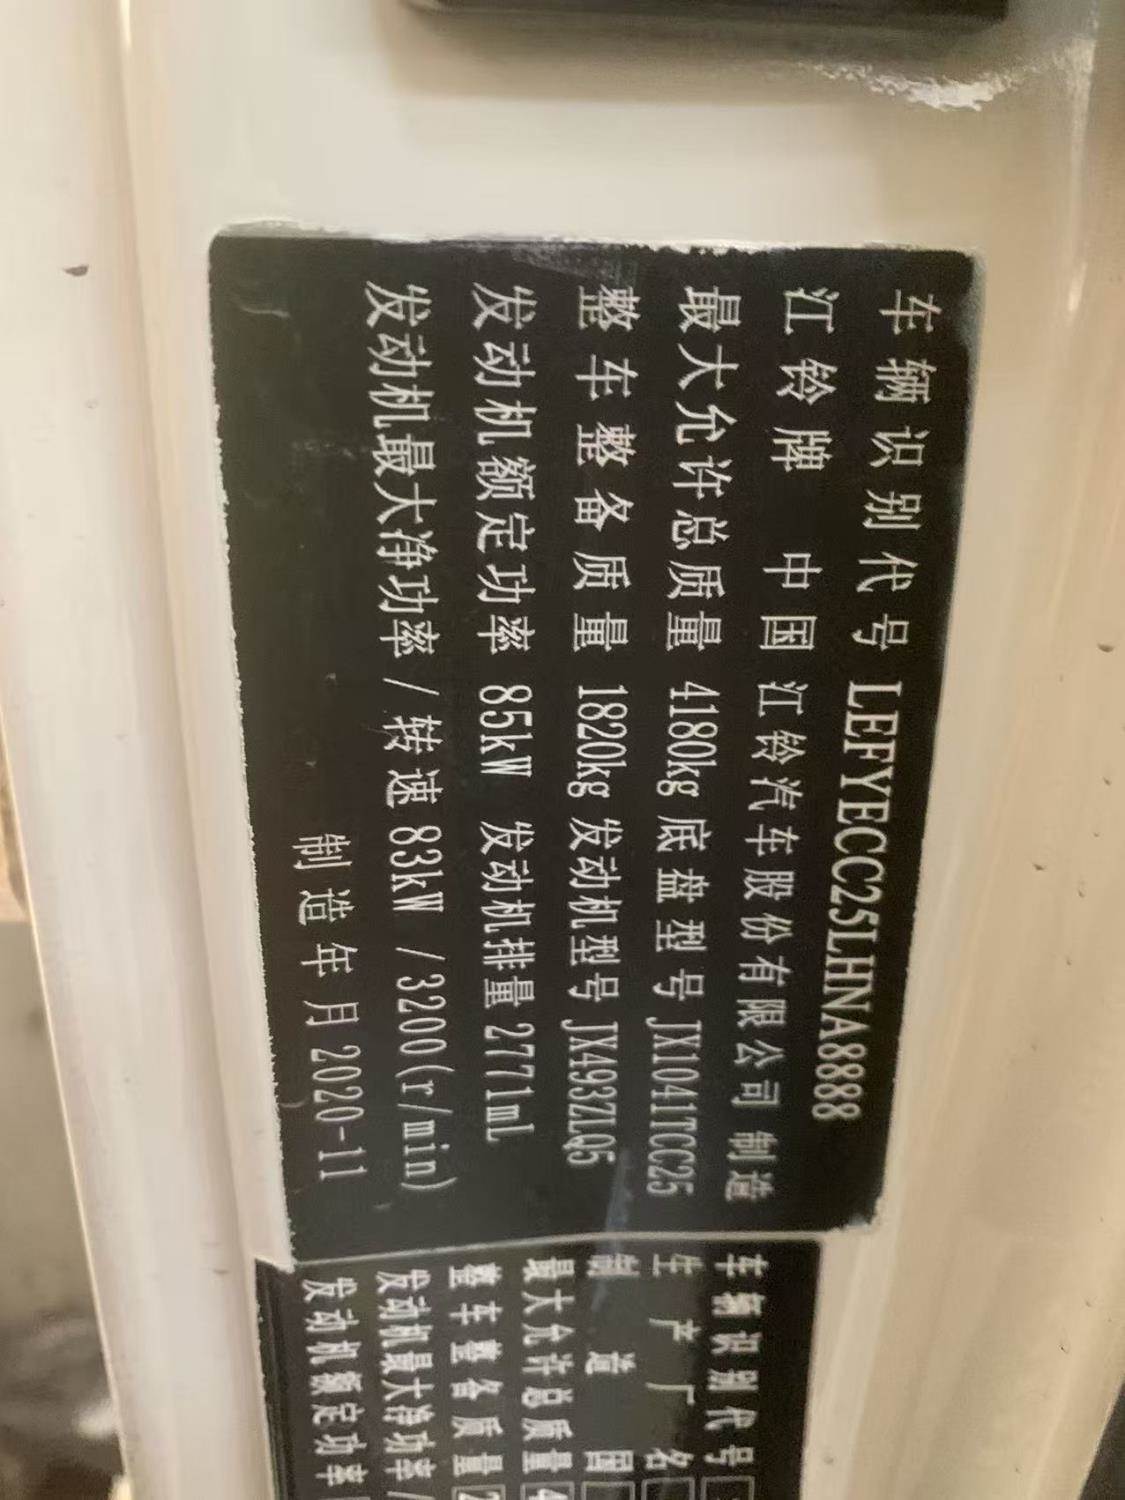 车辆识别代号 LEFYECC25LHNA8888
江铃牌 中国江铃汽车股份有限公司 制造
最大允许总质量 4180kg 底盘型号 JX1041TCC25
整车整备质量 1820kg 发动机型号 JX493ZLQ5
发动机额定功率 85kW 发动机排量 2771mL
发动机最大净功率/转速 83kW/3200(r/min)
制造年月 2020-11
车辆识别代号
生产厂名
制造国
最大允许总质量 4
整车整备质量 2
发动机最大净功率/
发动机额定功率